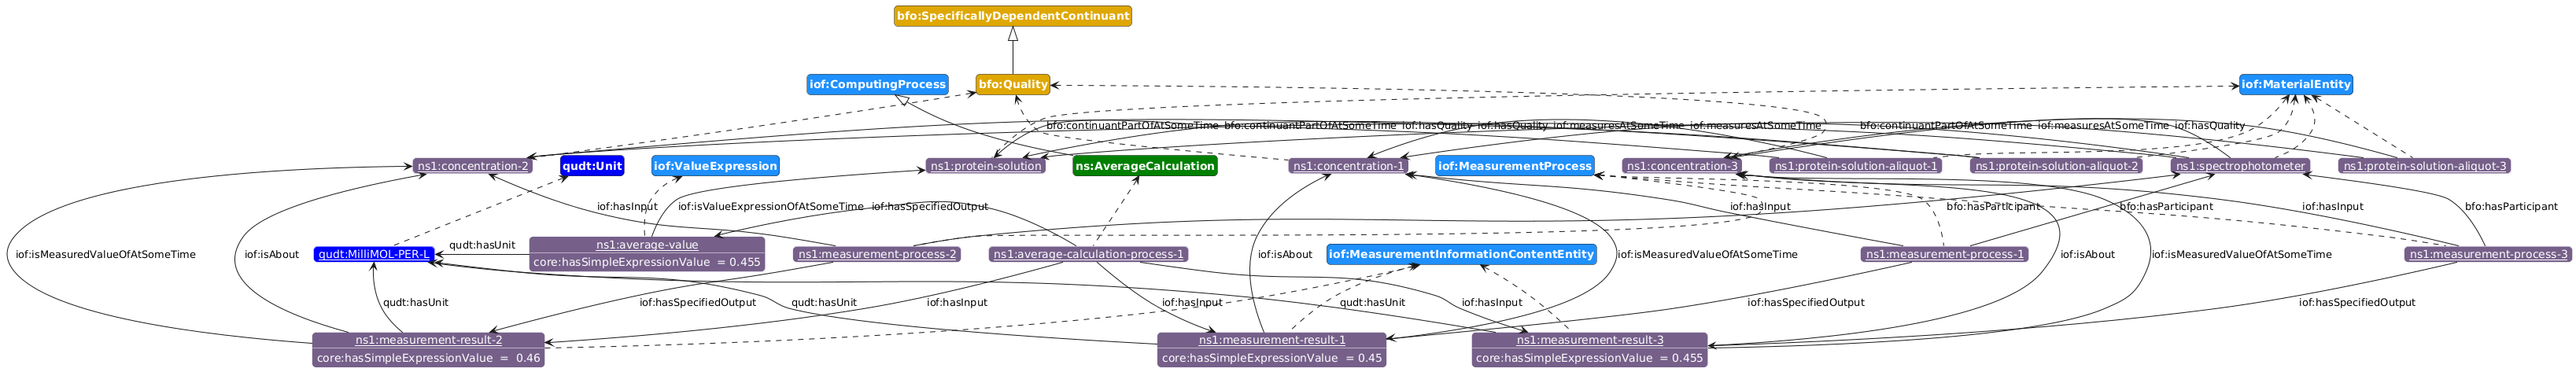 bfo:SpecificallyDependentContinuant
iof:ComputingProcess
bfo:Quality
iof:MaterialEntity
bfo:continuantPartOfAtSomeTime
bfo:continuantPartOfAtSomeTime
iof:hasQuality
iof:hasQuality
iof:measuresAtSomeTime
iof:measuresAtSomeTime
bfo:continuantPartOfAtSomeTime
iof:measuresAtSomeTime
iof:hasQuality
ns1:concentration-2
qudt:Unit
iof:ValueExpression
ns1:protein-solution
ns:AverageCalculation
ns1:concentration-1
iof:MeasurementProcess
ns1:concentration-3
ns1:protein-solution-aliquot-1
ns1:protein-solution-aliquot-2
ns1:spectrophotometer
ns1:protein-solution-aliquot-3
iof:hasInput
iof:isValueExpressionOfAtSomeTime
iof:hasSpecifiedOutput
iof:hasInput
bfo:hasParticipant
bfo:hasParticipant
iof:hasInput
bfo:hasParticipant
iof:isMeasuredValueOfAtSomeTime
iof:isAbout
qudt:MilliMOL-PER-L
qudt:hasUnit
ns1:average-value
core:hasSimpleExpressionValue = 0.455
ns1:measurement-process-2
ns1:average-calculation-process-1
iof:isAbout
iof:MeasurementInformationContentEntity
iof:isMeasuredValueOfAtSomeTime
ns1:measurement-process-1
iof:isAbout
iof:isMeasuredValueOfAtSomeTime
ns1:measurement-process-3
qudt:hasUnit
iof:hasSpecifiedOutput
qudt:hasUnit
iof:hasInput
iof:hasInput
qudt:hasUnit
iof:hasInput
iof:hasSpecifiedOutput
iof:hasSpecifiedOutput
ns1:measurement-result-2
core:hasSimpleExpressionValue = 0.46
ns1:measurement-result-1
core:hasSimpleExpressionValue = 0.45
ns1:measurement-result-3
core:hasSimpleExpressionValue = 0.455